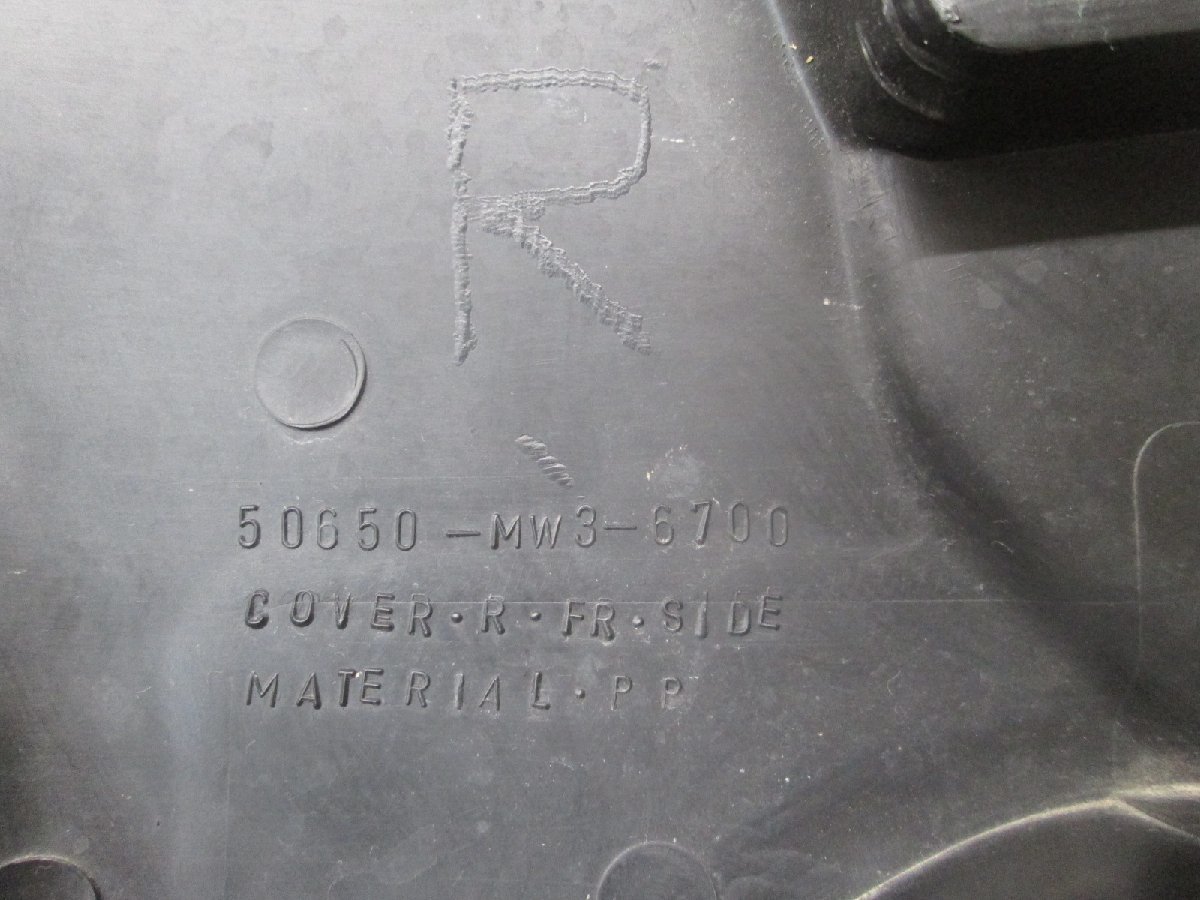 R
50650-MW3-6700
COVER・R・FR・SIDE
MATERIAL・PP